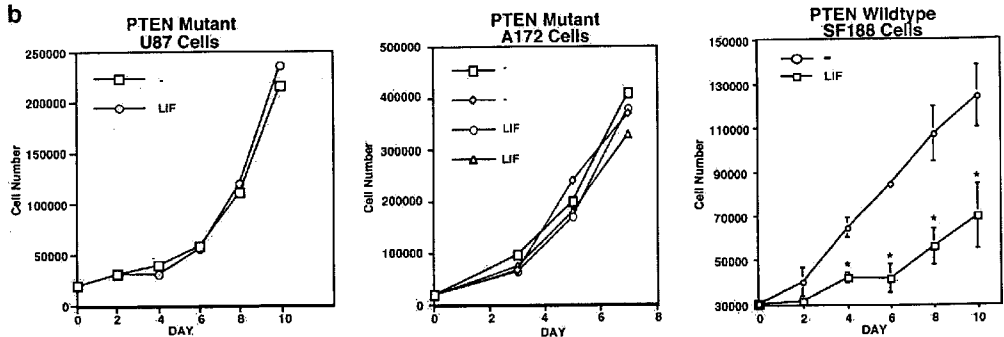 b
PTEN Mutant
U87 Cells
250000
200000
150000
100000
50000
0
Cell Number
-
LIF
0 2 4 6 8 10
DAY.
PTEN Mutant
A172 Cells
500000
400000
300000
200000
100000
0
Cell Number
-
-
LIF
LIF
0 2 4 6 8
DAY
PTEN Wildtype
SF188 Cells
150000
130000
110000
90000
70000
50000
30000
Cell Number
-
LIF
* * * *
0 2 4 6 8 10
DAY